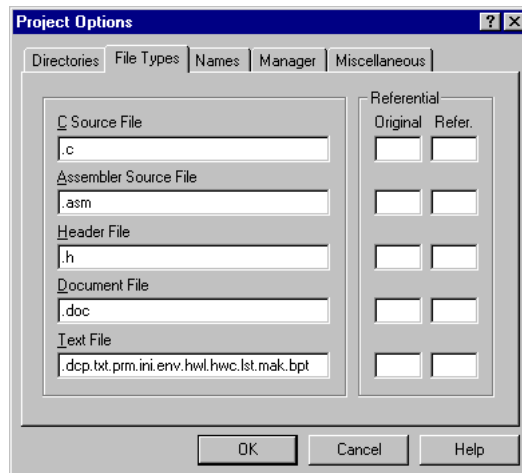 Project Options
Directories File Types Names Manager Miscellaneous
Referential
C Source File Original Refer.
.c
Assembler Source File
.asm
Header File
.h
Document File
.doc
Text File
.dcp.txt.prm.ini.env.hwl.hwc.lst.mak.bpt
OK Cancel Help